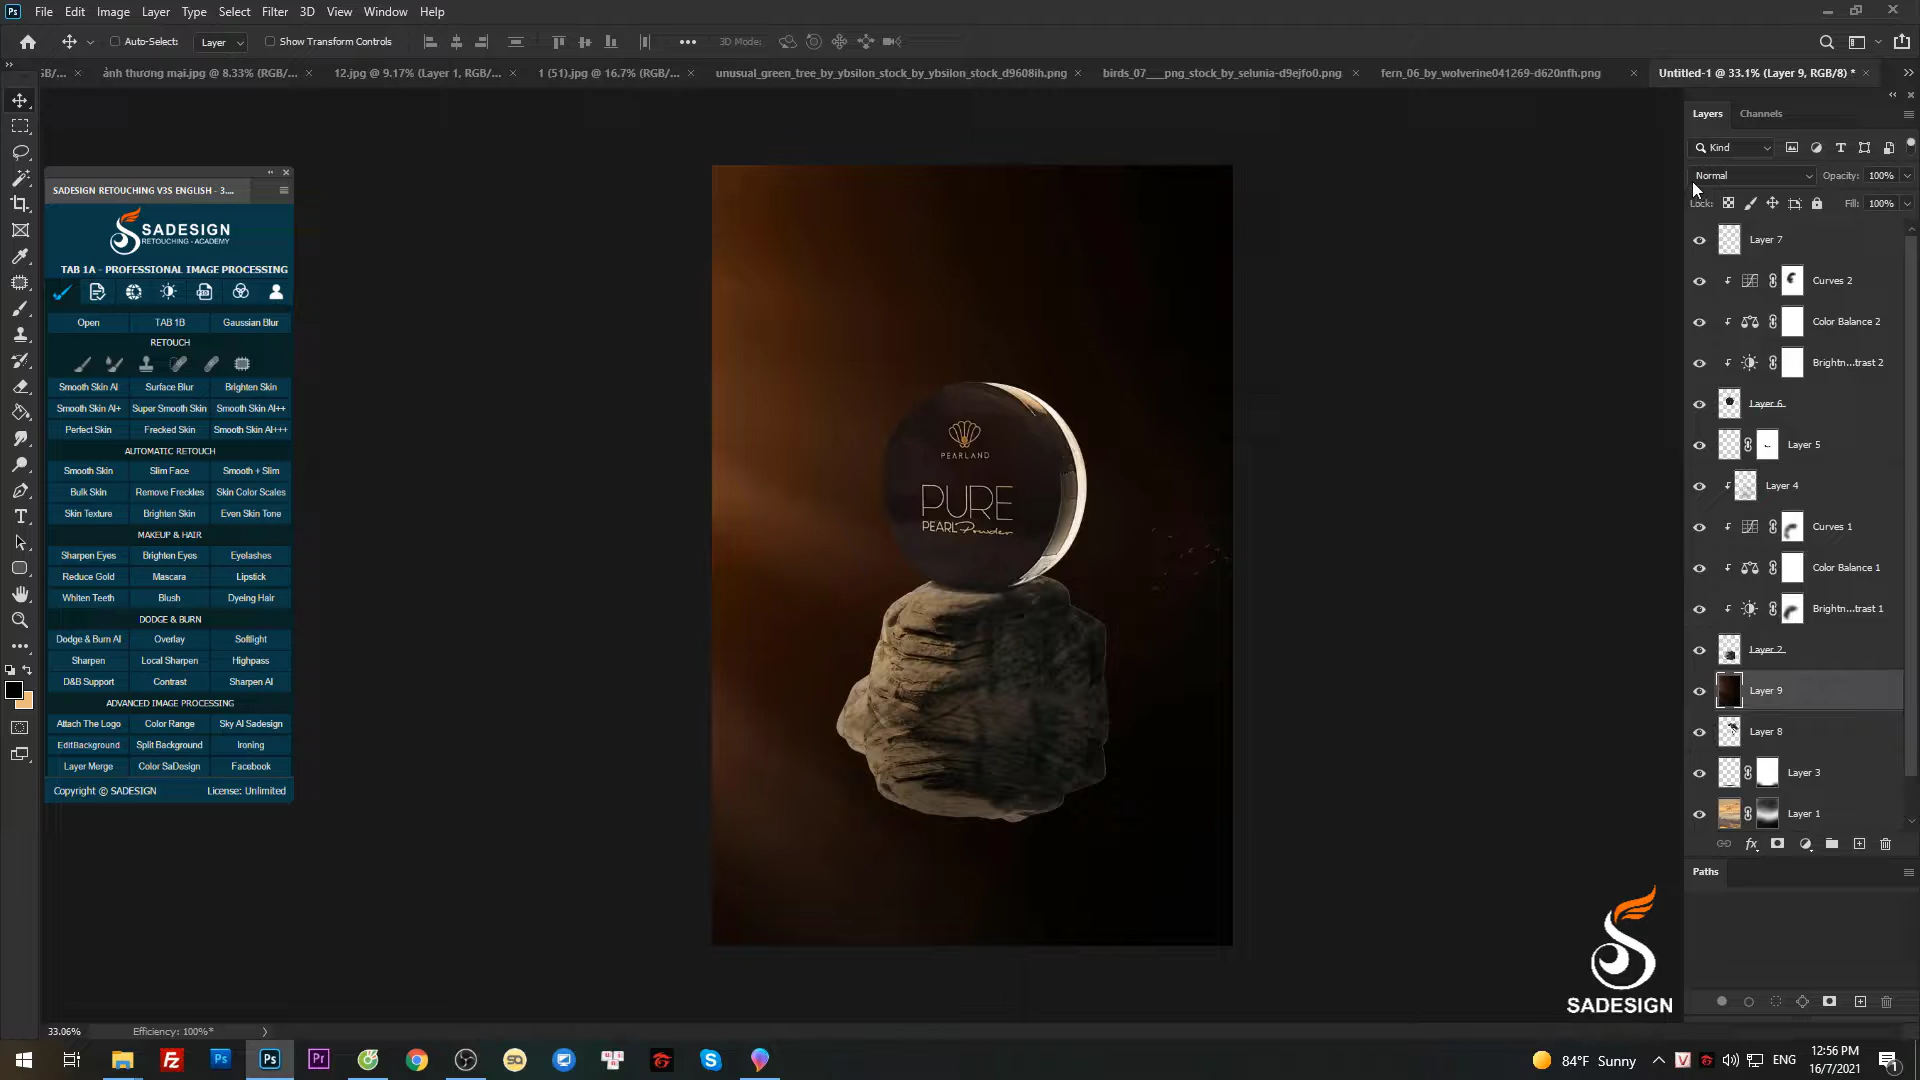 Ps File Edit Image Layer Type Select Filter 3D View Window Help
Auto-Select: Layer Show Transform Controls 3D Mode:
GB/... ảnh thương mại.jpg @ 8.33% (RGB/... 12.jpg @ 9.17% (Layer 1, RGB/... 1 (51).jpg @ 16.7% (RGB/... unusual_green_tree_by_ybsilon_stock_by_ybsilon_stock_d9608ih.png birds_07___png_stock_by_selunia-d9ejfo0.png fern_06_by_wolverine041269-d620nfh.png Untitled-1 @ 33.1% (Layer 9, RGB/8) *
SADESIGN RETOUCHING V3S ENGLISH - 3....
SADESIGN
RETOUCHING - ACADEMY
TAB 1A - PROFESSIONAL IMAGE PROCESSING
Open TAB 1B Gaussian Blur
RETOUCH
Smooth Skin AI Surface Blur Brighten Skin
Smooth Skin AI+ Super Smooth Skin Smooth Skin AI++
Perfect Skin Frecked Skin Smooth Skin AI+++
AUTOMATIC RETOUCH
Smooth Skin Slim Face Smooth + Slim
Bulk Skin Remove Freckles Skin Color Scales
Skin Texture Brighten Skin Even Skin Tone
MAKEUP & HAIR
Sharpen Eyes Brighten Eyes Eyelashes
Reduce Gold Mascara Lipstick
Whiten Teeth Blush Dyeing Hair
DODGE & BURN
Dodge & Burn AI Overlay Softlight
Sharpen Local Sharpen Highpass
D&B Support Contrast Sharpen AI
ADVANCED IMAGE PROCESSING
Attach The Logo Color Range Sky AI Sadesign
EditBackground Split Background Ironing
Layer Merge Color SaDesign Facebook
Copyright © SADESIGN License: Unlimited
PEARLAND
PURE
PEARL Powder
Layers Channels
Kind
Normal Opacity: 100%
Lock: Fill: 100%
Layer 7
Curves 2
Color Balance 2
Brightn...trast 2
Layer 6
Layer 5
Layer 4
Curves 1
Color Balance 1
Brightn...trast 1
Layer 2
Layer 9
Layer 8
Layer 3
Layer 1
fx
Paths
SADESIGN
33.06% Efficiency: 100%*
84°F Sunny ENG
12:56 PM
16/7/2021